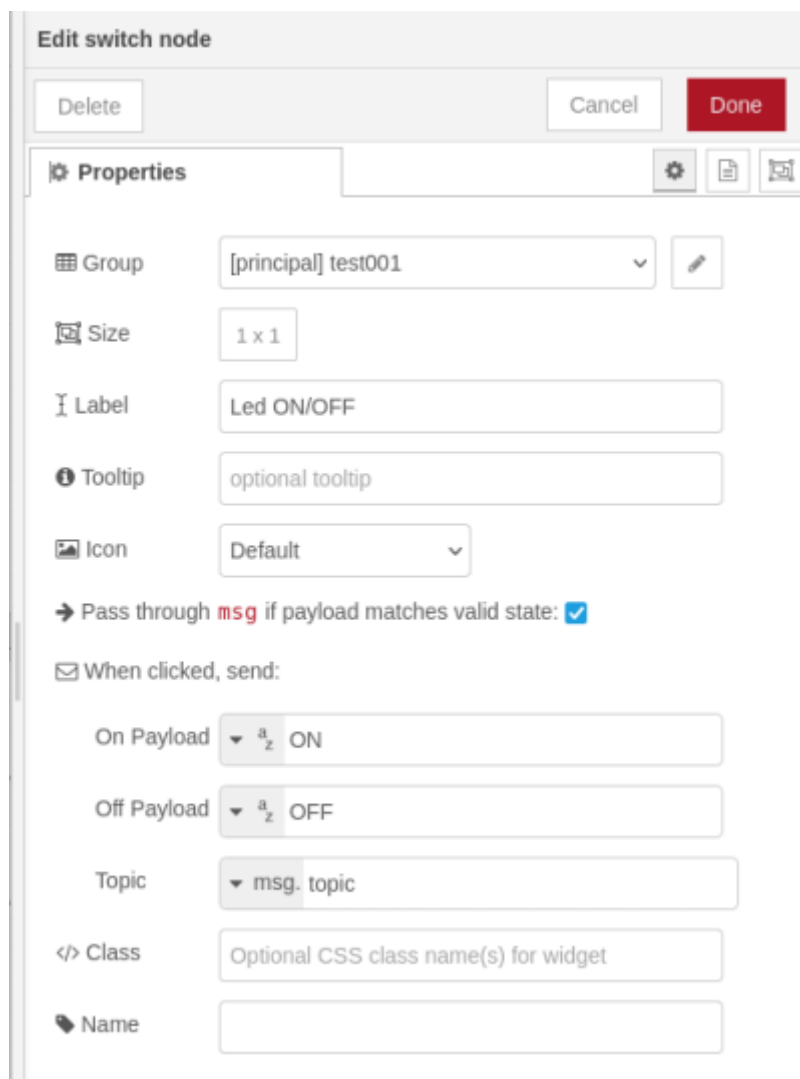 Edit switch node
Delete
Cancel
Done
Properties
Group
[principal] test001
Size
1 x 1
Label
Led ON/OFF
Tooltip
optional tooltip
Icon
Default
Pass through msg if payload matches valid state:
When clicked, send:
On Payload
az ON
Off Payload
az OFF
Topic
msg. topic
</> Class
Optional CSS class name(s) for widget
Name